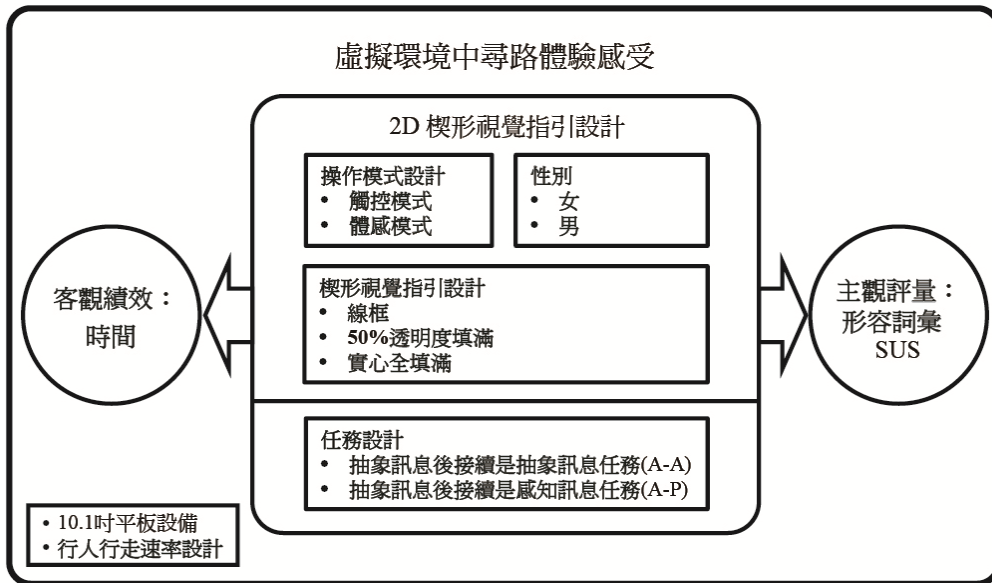 虛擬環境中尋路體驗感受
2D 楔形視覺指引設計
操作模式設計
• 觸控模式
• 體感模式
性別
• 女
• 男
楔形視覺指引設計
• 線框
• 50%透明度填滿
• 實心全填滿
任務設計
• 抽象訊息後接續是抽象訊息任務(A-A)
• 抽象訊息後接續是感知訊息任務(A-P)
客觀績效：
時間
主觀評量：
形容詞彙
SUS
• 10.1吋平板設備
• 行人行走速率設計